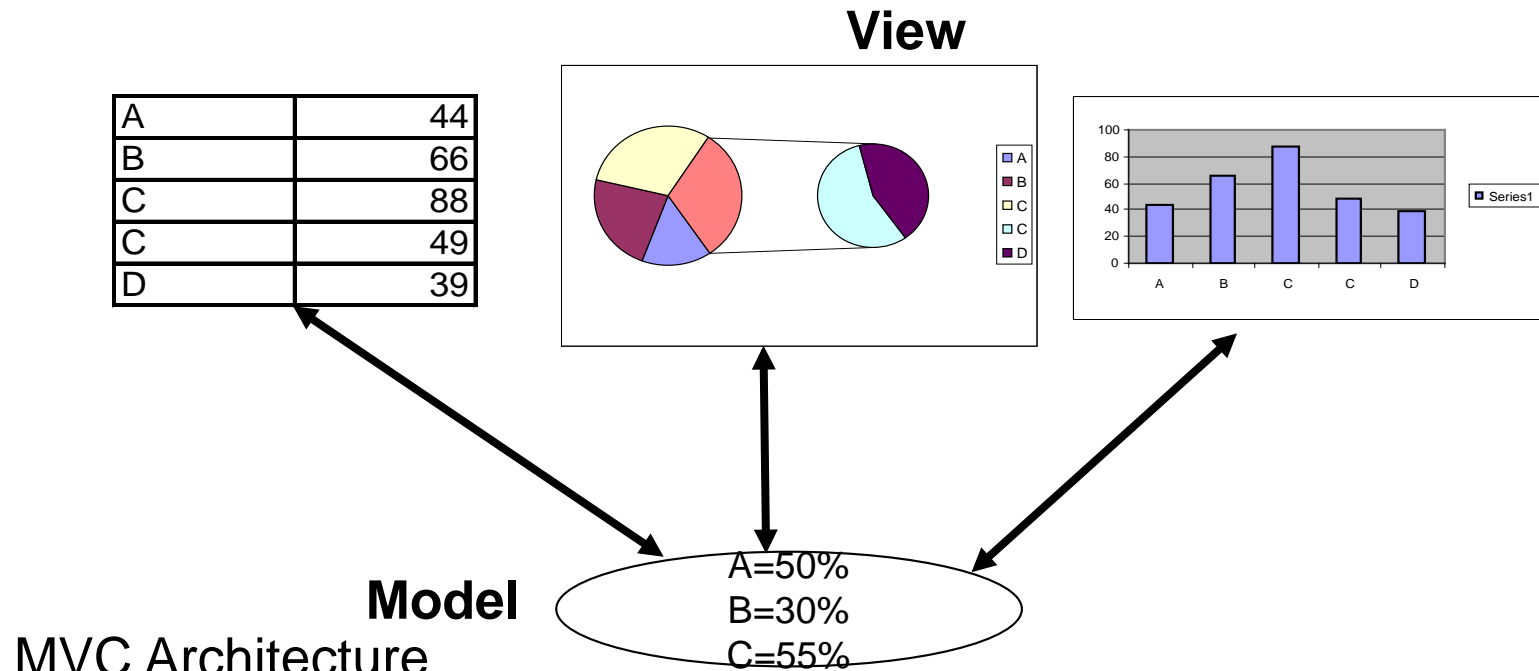 View
A 44
B 66
C 88
C 49
D 39
A
B
C
C
D
100
80
60
40
20
0
A B C C D
Series1
Model
A=50%
B=30%
C=55%
MVC Architecture